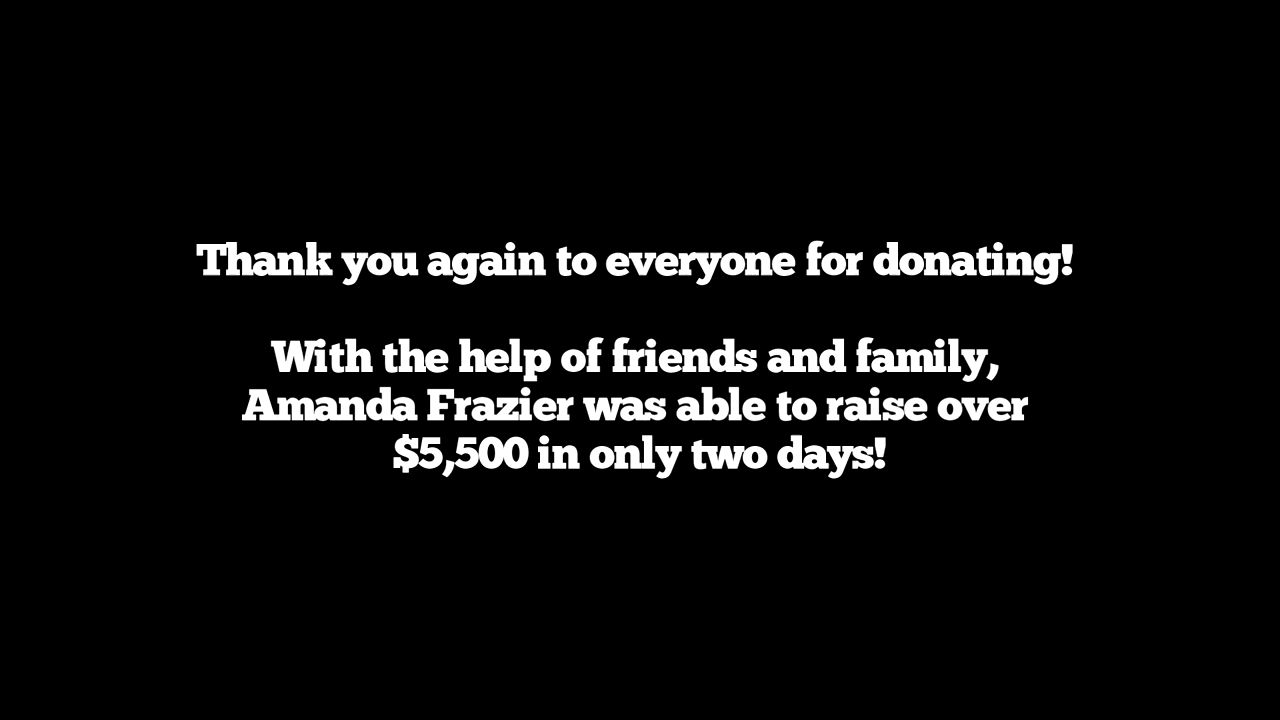 Thank you again to everyone for donating!
With the help of friends and family,
Amanda Frazier was able to raise over
$5,500 in only two days!